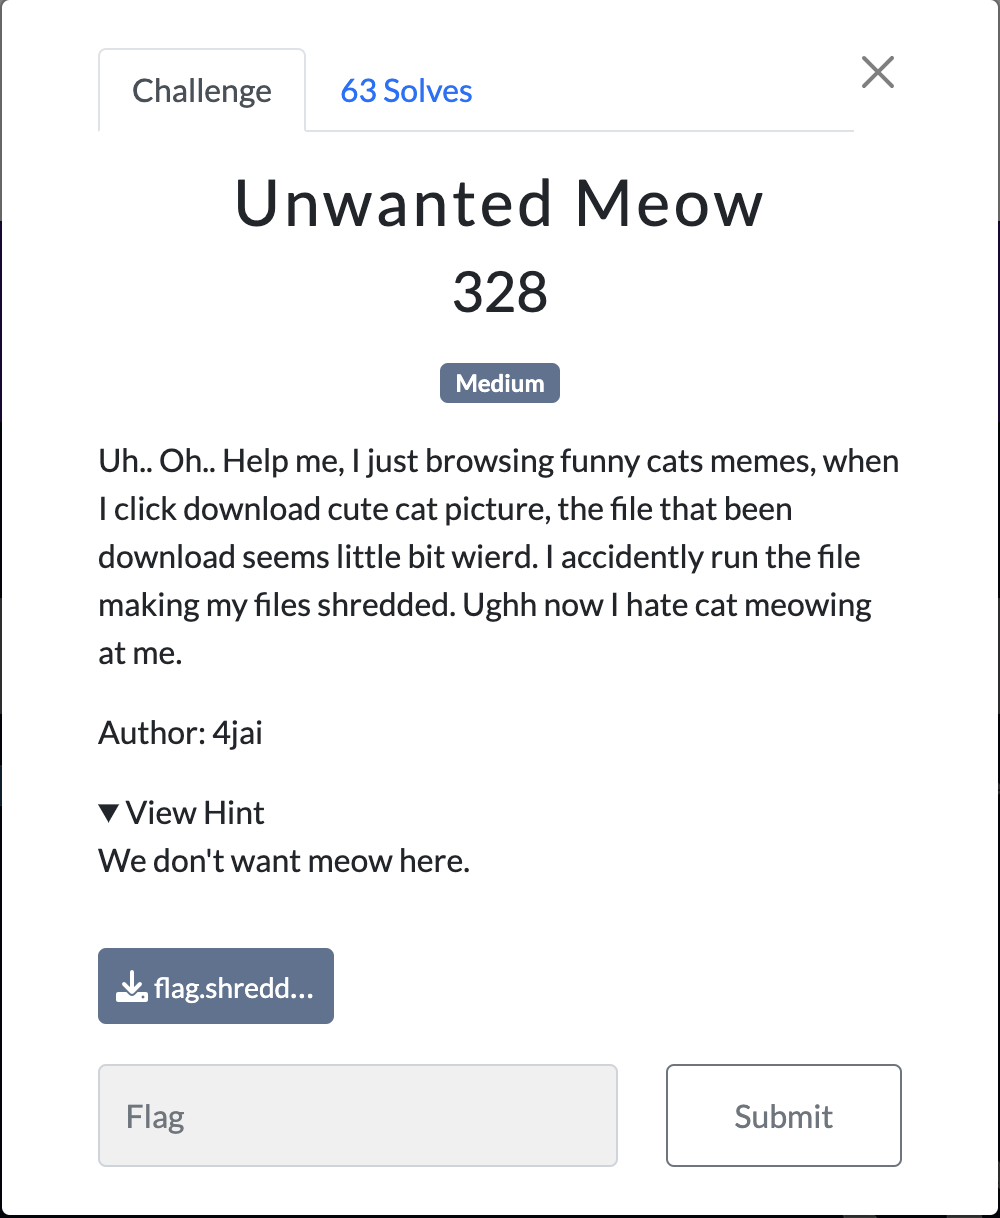 Challenge
63 Solves
Unwanted Meow
328
Medium
Uh.. Oh.. Help me, I just browsing funny cats memes, when
I click download cute cat picture, the file that been
download seems little bit wierd. I accidently run the file
making my files shredded. Ughh now I hate cat meowing
at me.
Author: 4jai
▼ View Hint
We don't want meow here.
flag.shredd...
Flag
Submit